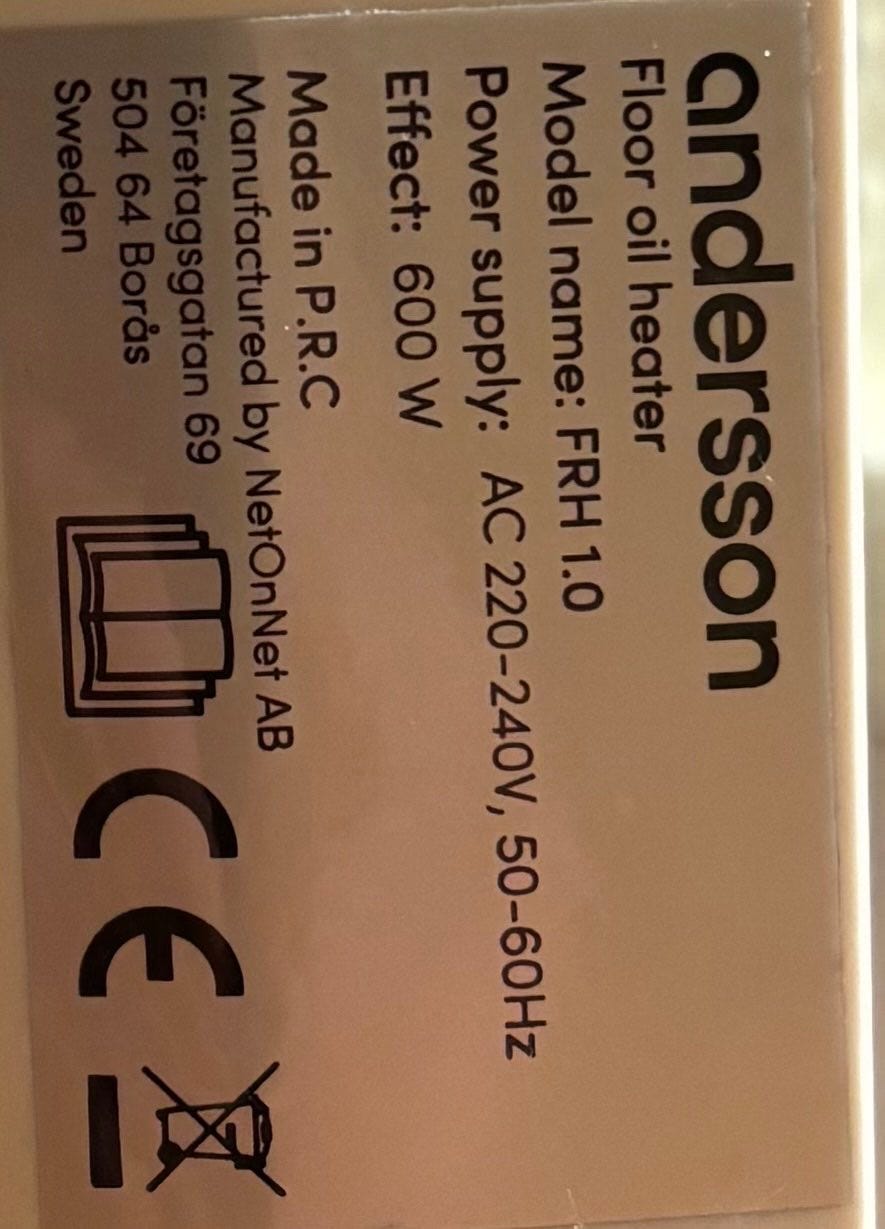 andersson
Floor oil heater
Model name: FRH 1.0
Power supply: AC 220-240V, 50-60Hz
Effect: 600 W
Made in P.R.C
Manufactured by NetOnNet AB
Företagsgatan 69
504 64 Borås
Sweden
CE